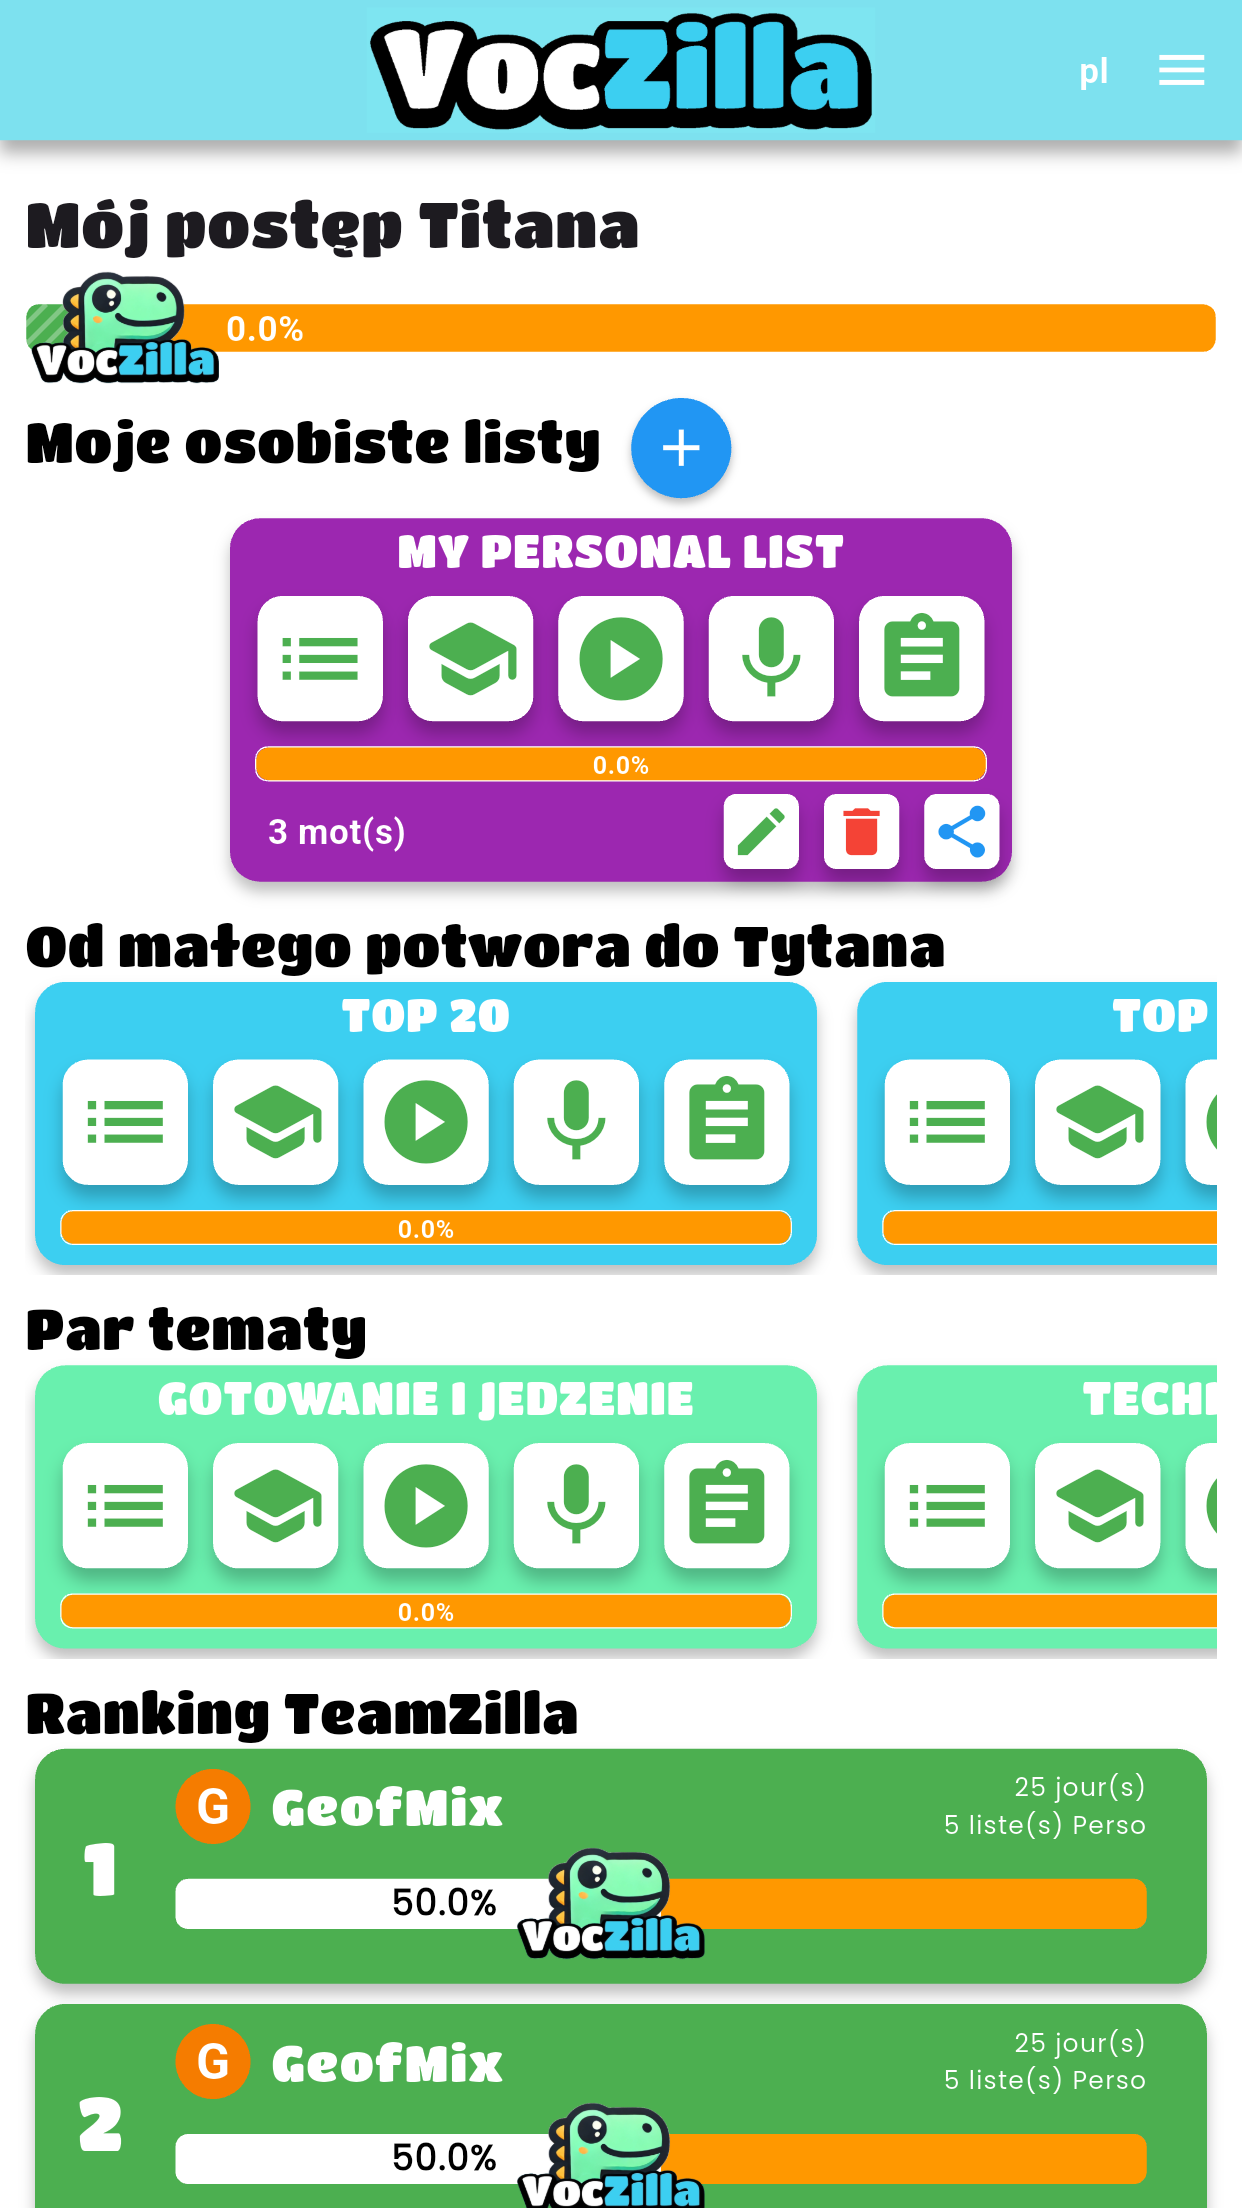 VocZilla
pl
Mój postęp Titana
0.0%
VocZilla
Moje osobiste listy
MY PERSONAL LIST
0.0%
3 mot(s)
Od małego potwora do Tytana
TOP 20
TOP
0.0%
Par tematy
GOTOWANIE I JEDZENIE
0.0%
Ranking TeamZilla
1
G
GeofMix
25 jour(s)
5 liste(s) Perso
50.0%
VocZilla
2
G
GeofMix
25 jour(s)
5 liste(s) Perso
50.0%
VocZilla